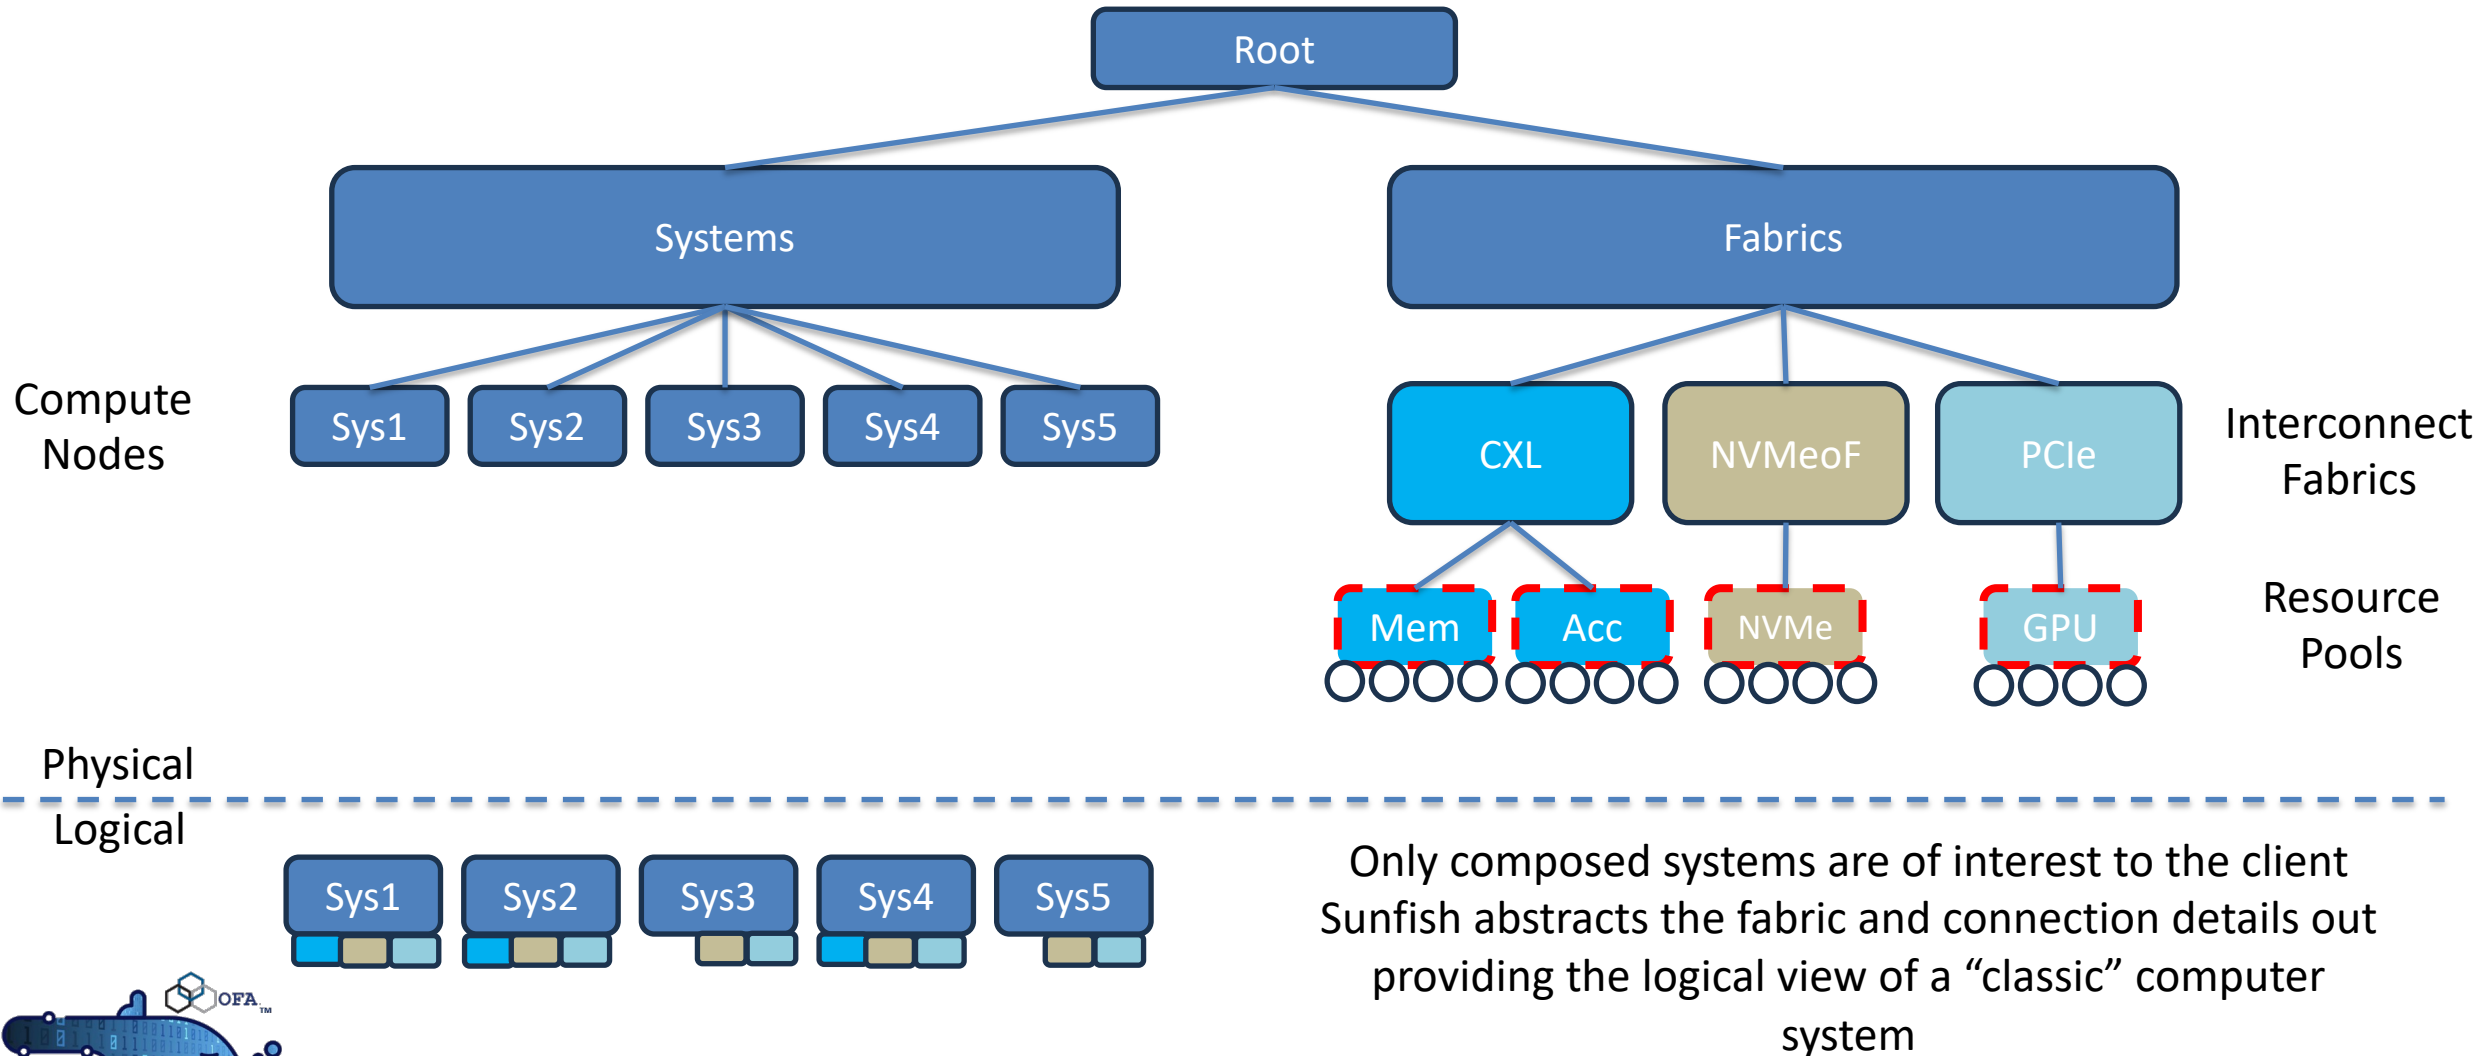 Root
Systems
Fabrics
Compute
Nodes
Sys1
Sys2
Sys3
Sys4
Sys5
CXL
NVMeoF
PCIe
Interconnect
Fabrics
Mem
Acc
NVMe
GPU
Resource
Pools
Physical
Logical
Sys1
Sys2
Sys3
Sys4
Sys5
Only composed systems are of interest to the client
Sunfish abstracts the fabric and connection details out
providing the logical view of a “classic” computer
system
OFA™